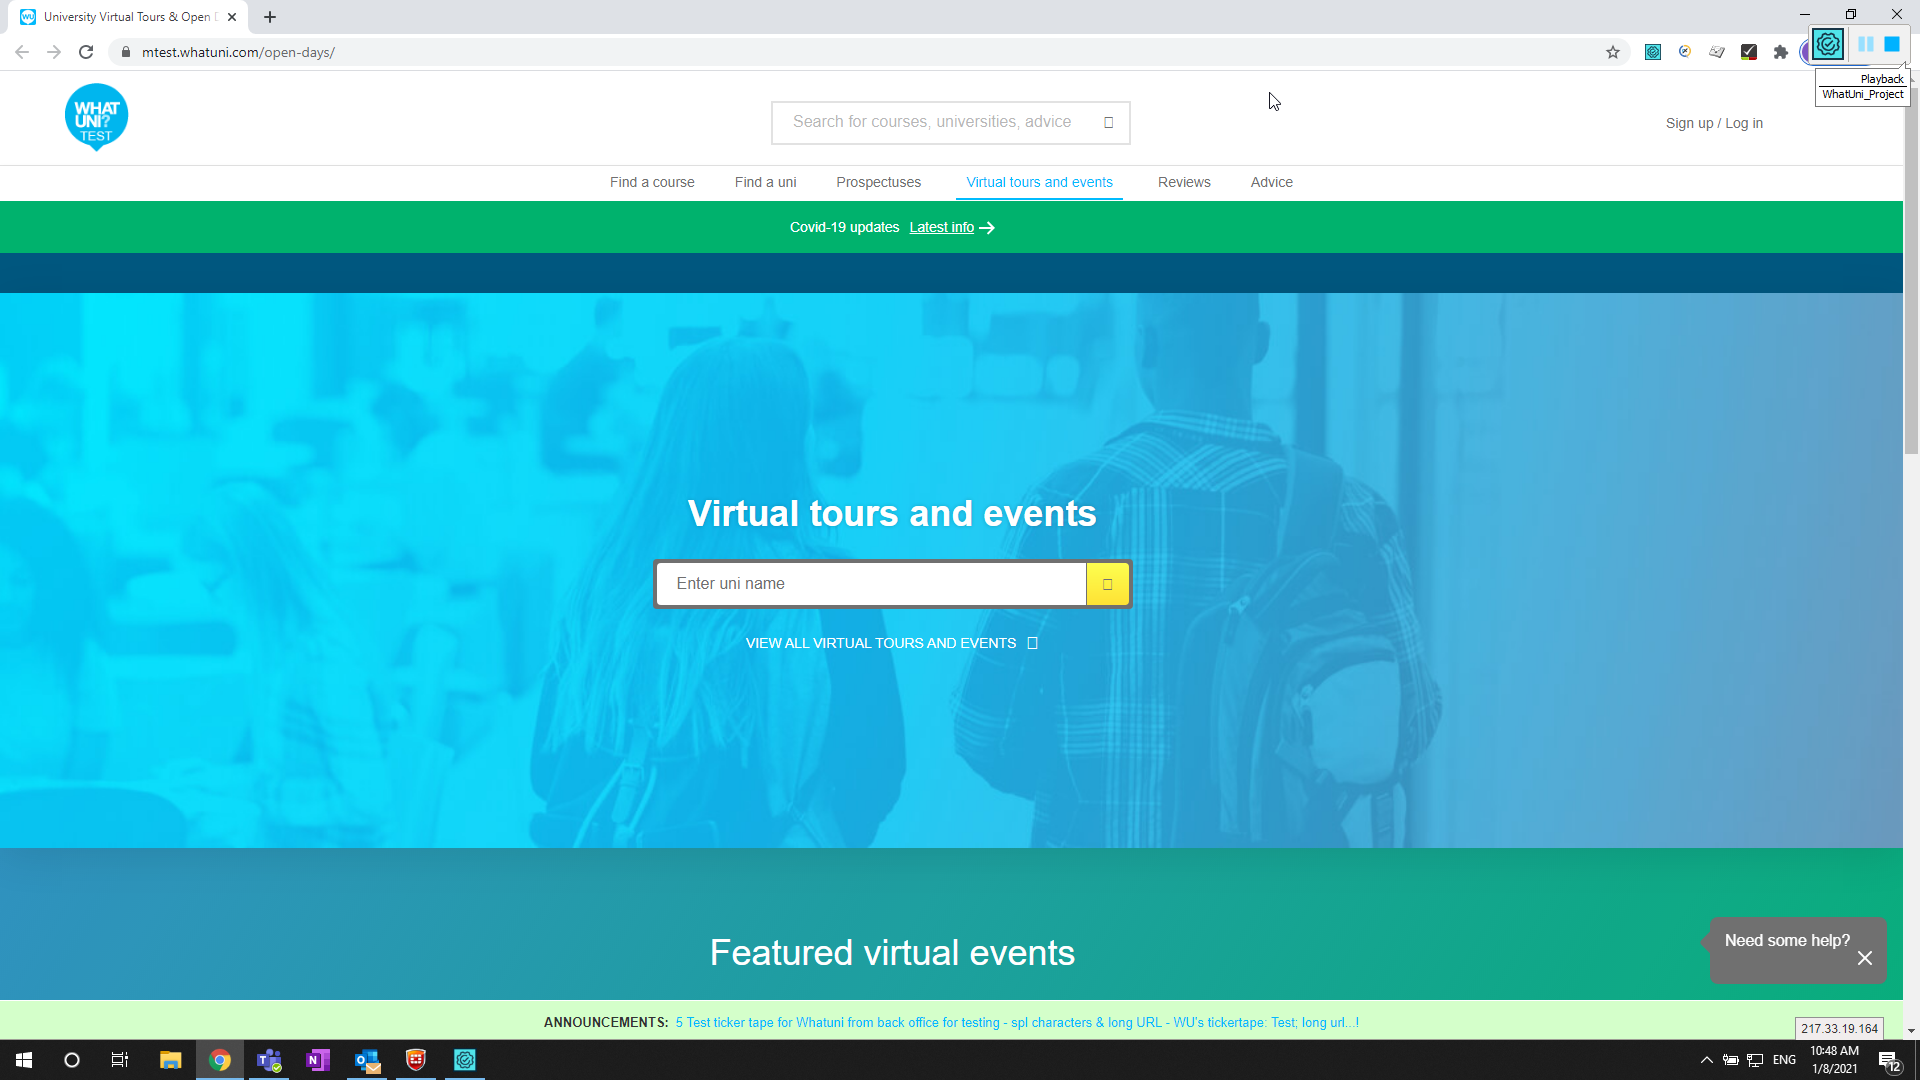 University Virtual Tours & Open
mtest.whatuni.com/open-days/
Playback
WhatUni_Project
WHAT
UNI?
TEST
Search for courses, universities, advice
Sign up / Log in
Find a course
Find a uni
Prospectuses
Virtual tours and events
Reviews
Advice
Covid-19 updates Latest info
Virtual tours and events
Enter uni name
VIEW ALL VIRTUAL TOURS AND EVENTS
Featured virtual events
Need some help?
ANNOUNCEMENTS: 5 Test ticker tape for Whatuni from back office for testing - spl characters & long URL - WU's tickertape: Test; long url...!
217.33.19.164
ENG
10:48 AM
1/8/2021
12